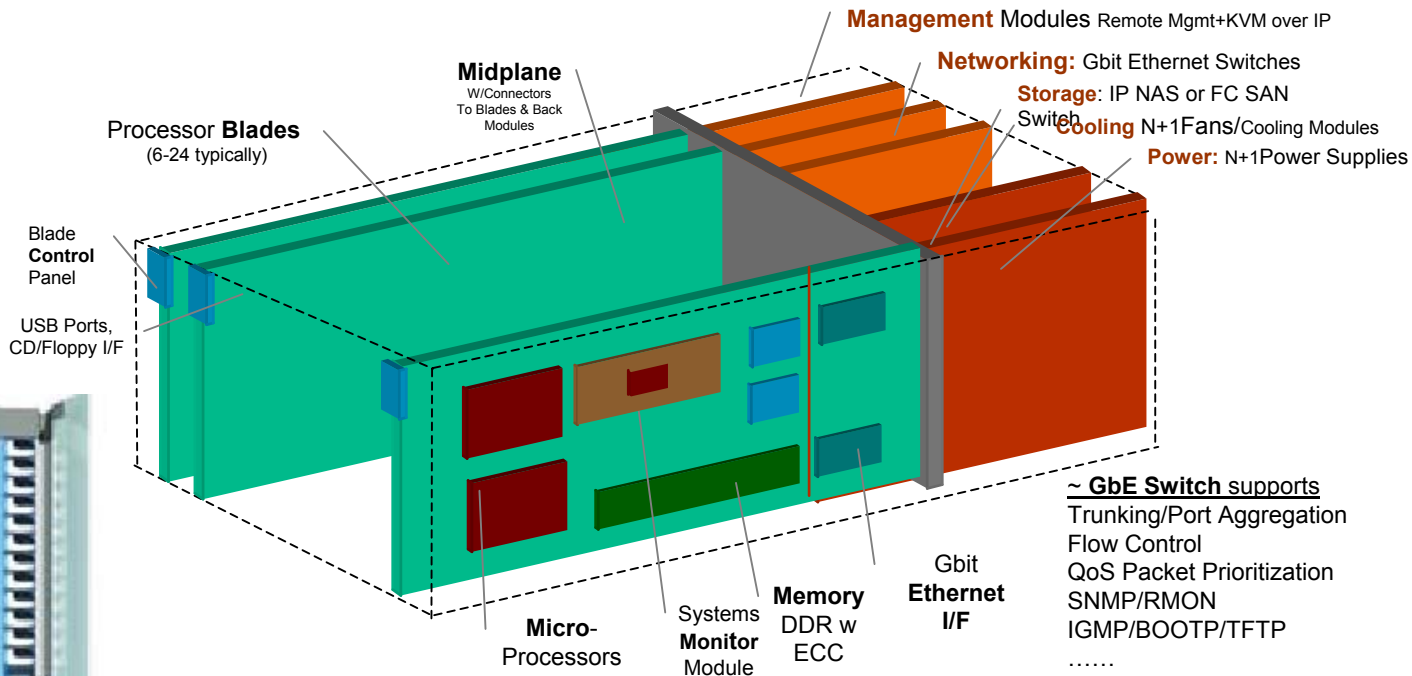 Management Modules Remote Mgmt+KVM over IP
Networking: Gbit Ethernet Switches
Storage: IP NAS or FC SAN
Switch
Cooling N+1Fans/Cooling Modules
Power: N+1Power Supplies
Midplane
W/Connectors
To Blades & Back
Modules
Processor Blades
(6-24 typically)
Blade
Control
Panel
USB Ports,
CD/Floppy I/F
Micro-
Processors
Systems
Monitor
Module
Memory
DDR w
ECC
Gbit
Ethernet
I/F
~ GbE Switch supports
Trunking/Port Aggregation
Flow Control
QoS Packet Prioritization
SNMP/RMON
IGMP/BOOTP/TFTP
……